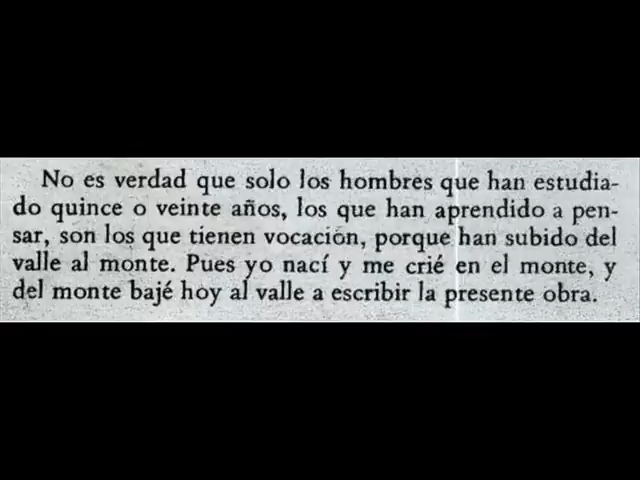 No es verdad que solo los hombres que han estudia-
do quince o veinte años, los que han aprendido a pen-
sar, son los que tienen vocación, porque han subido del
valle al monte. Pues yo nací y me crié en el monte, y
del monte bajé hoy al valle a escribir la presente obra.